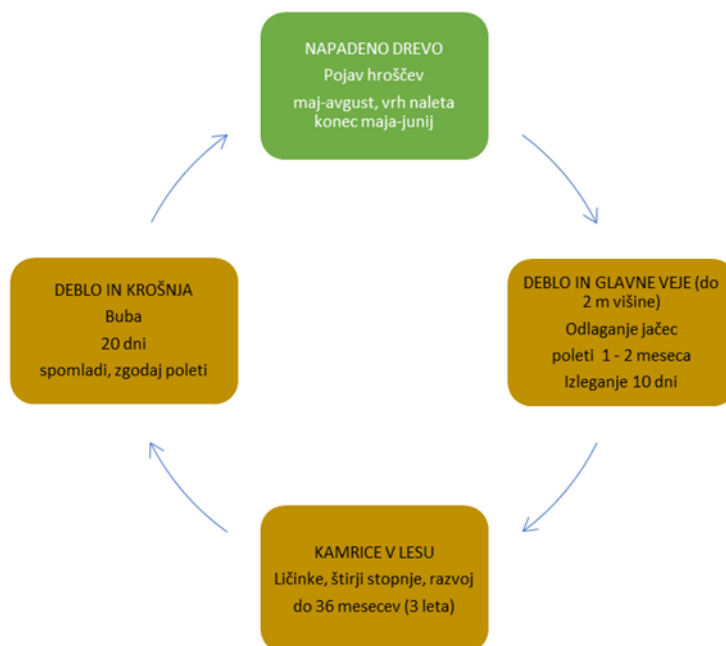 NAPADENO DREVO
Pojav hroščev
maj-avgust, vrh naleta
konec maja-junij
DEBLO IN GLAVNE VEJE (do
2 m višine)
Odlaganje jačec
poleti 1 - 2 meseca
Izleganje 10 dni
KAMRICE V LESU
Ličinke, štirji stopnje, razvoj
do 36 mesecev (3 leta)
DEBLO IN KROŠNJA
Buba
20 dni
spomladi, zgodaj poleti